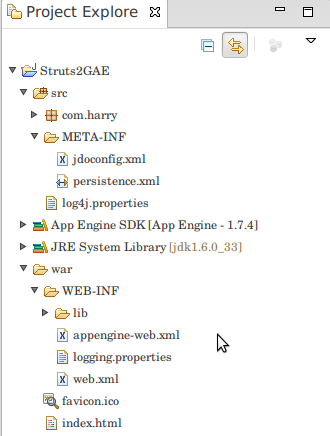 Project Explore
Struts2GAE
src
com.harry
META-INF
jdoconfig.xml
persistence.xml
log4j.properties
App Engine SDK [App Engine - 1.7.4]
JRE System Library [jdk1.6.0_33]
war
WEB-INF
lib
appengine-web.xml
logging.properties
web.xml
favicon.ico
index.html